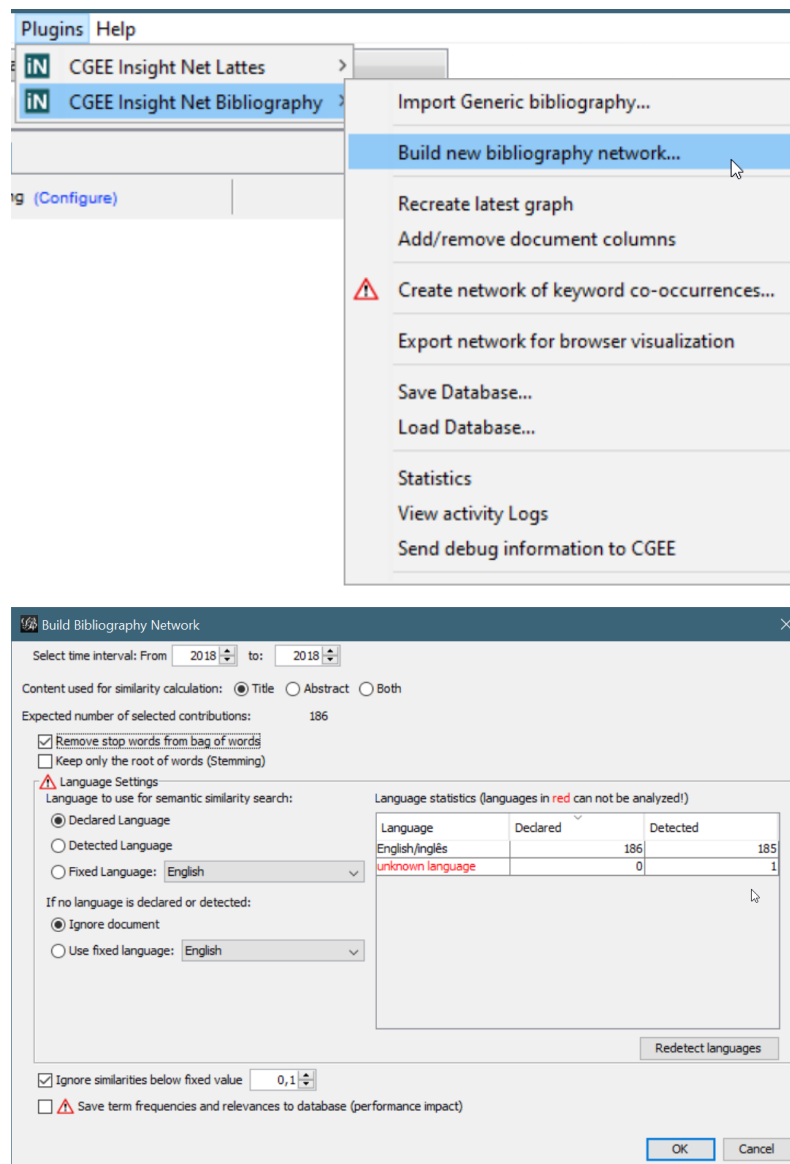 Plugins Help
iN CGEE Insight Net Lattes >
iN CGEE Insight Net Bibliography >
Import Generic bibliography...
Build new bibliography network...
(Configure)
Recreate latest graph
Add/remove document columns
Create network of keyword co-occurrences...
Export network for browser visualization
Save Database...
Load Database...
Statistics
View activity Logs
Send debug information to CGEE
Build Bibliography Network
Select time interval: From 2018 to: 2018
Content used for similarity calculation: Title Abstract Both
Expected number of selected contributions: 186
Remove stop words from bag of words
Keep only the root of words (Stemming)
Language Settings
Language to use for semantic similarity search:
Declared Language
Detected Language
Fixed Language: English
If no language is declared or detected:
Ignore document
Use fixed language: English
Language statistics (languages in red can not be analyzed!)
Language Declared Detected
English/inglês 186 185
unknown language 0 1
Redetect languages
Ignore similarities below fixed value 0,1
Save term frequencies and relevances to database (performance impact)
OK Cancel